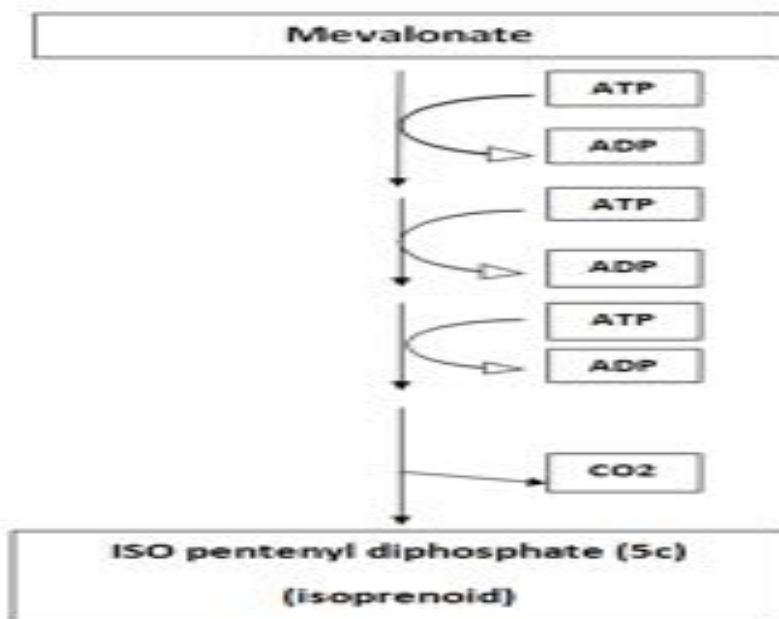 Mevalonate
ATP
ADP
ATP
ADP
ATP
ADP
CO2
ISO pentenyl diphosphate (5c)
(isoprenoid)